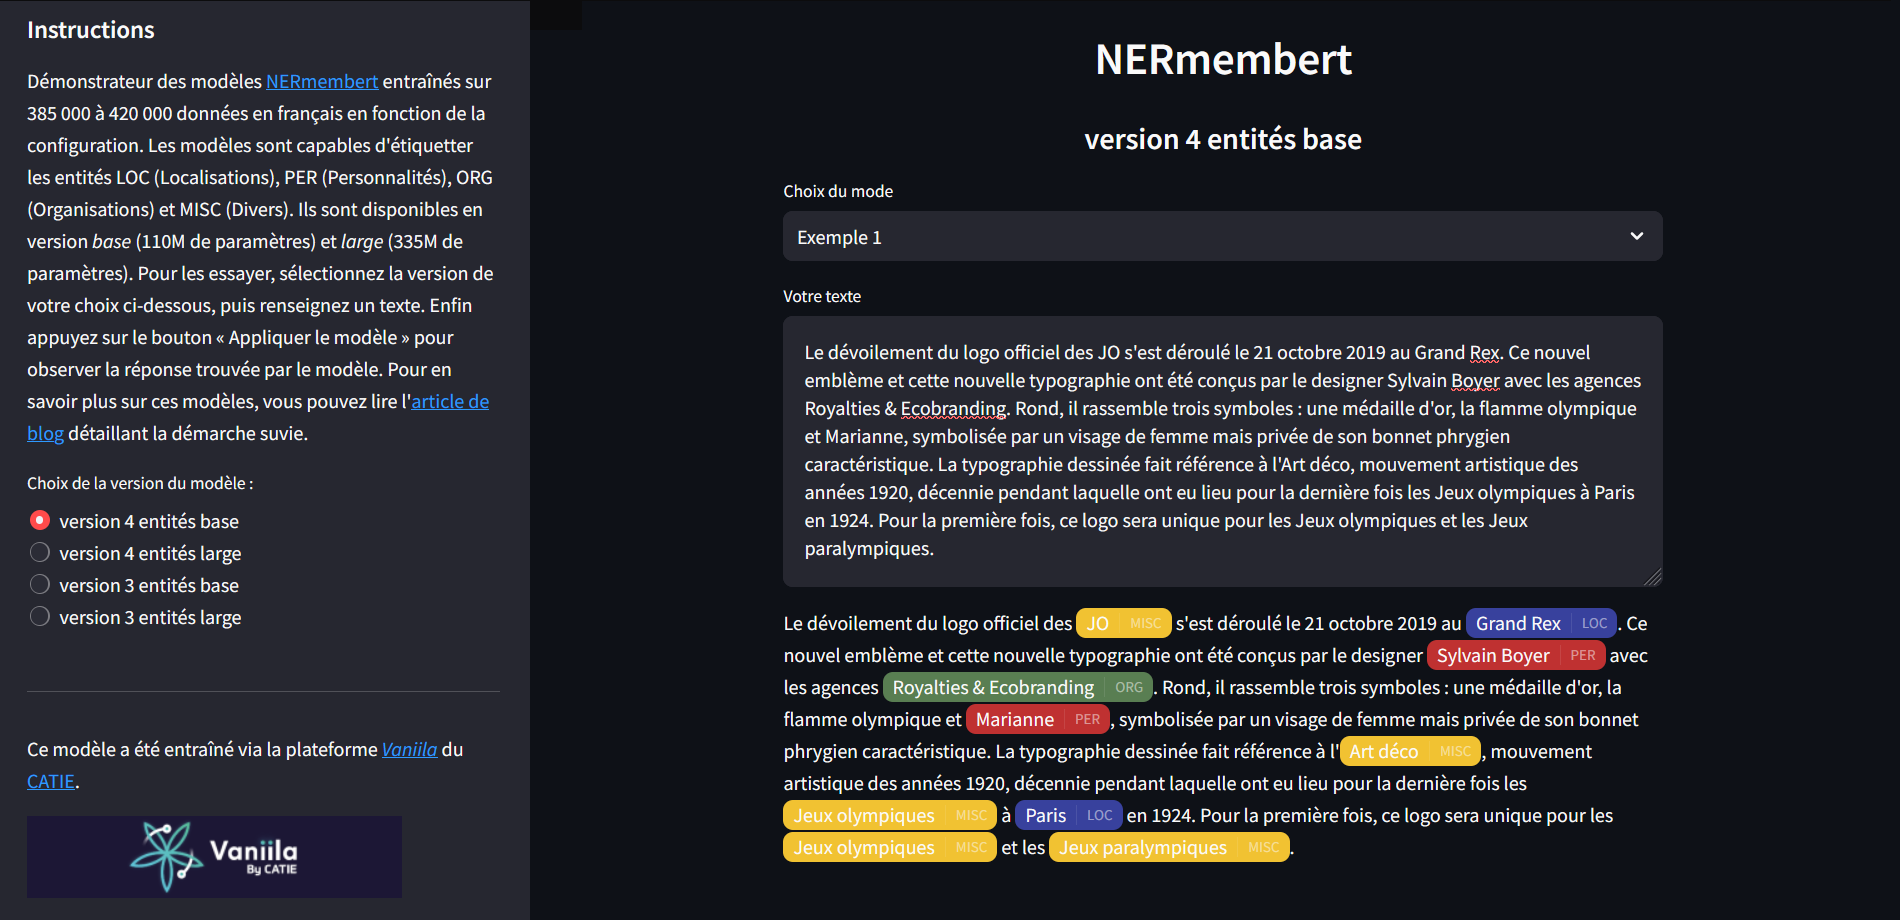 Instructions
Démonstrateur des modèles NERmembert entraînés sur
385 000 à 420 000 données en français en fonction de la
configuration. Les modèles sont capables d'étiquetter
les entités LOC (Localisations), PER (Personnalités), ORG
(Organisations) et MISC (Divers). Ils sont disponibles en
version base (110M de paramètres) et large (335M de
paramètres). Pour les essayer, sélectionnez la version de
votre choix ci-dessous, puis renseignez un texte. Enfin
appuyez sur le bouton « Appliquer le modèle » pour
observer la réponse trouvée par le modèle. Pour en
savoir plus sur ces modèles, vous pouvez lire l'article de
blog détaillant la démarche suvie.
Choix de la version du modèle :
version 4 entités base
version 4 entités large
version 3 entités base
version 3 entités large
Ce modèle a été entraîné via la plateforme Vaniila du
CATIE.
Vaniila
By CATIE
NERmembert
version 4 entités base
Choix du mode
Exemple 1
Votre texte
Le dévoilement du logo officiel des JO s'est déroulé le 21 octobre 2019 au Grand Rex. Ce nouvel
emblème et cette nouvelle typographie ont été conçus par le designer Sylvain Boyer avec les agences
Royalties & Ecobranding. Rond, il rassemble trois symboles : une médaille d'or, la flamme olympique
et Marianne, symbolisée par un visage de femme mais privée de son bonnet phrygien
caractéristique. La typographie dessinée fait référence à l'Art déco, mouvement artistique des
années 1920, décennie pendant laquelle ont eu lieu pour la dernière fois les Jeux olympiques à Paris
en 1924. Pour la première fois, ce logo sera unique pour les Jeux olympiques et les Jeux
paralympiques.
Le dévoilement du logo officiel des JO MISC s'est déroulé le 21 octobre 2019 au Grand Rex LOC. Ce
nouvel emblème et cette nouvelle typographie ont été conçus par le designer Sylvain Boyer PER avec
les agences Royalties & Ecobranding ORG. Rond, il rassemble trois symboles : une médaille d'or, la
flamme olympique et Marianne PER, symbolisée par un visage de femme mais privée de son bonnet
phrygien caractéristique. La typographie dessinée fait référence à l'Art déco MISC, mouvement
artistique des années 1920, décennie pendant laquelle ont eu lieu pour la dernière fois les
Jeux olympiques MISC à Paris LOC en 1924. Pour la première fois, ce logo sera unique pour les
Jeux olympiques MISC et les Jeux paralympiques MISC.